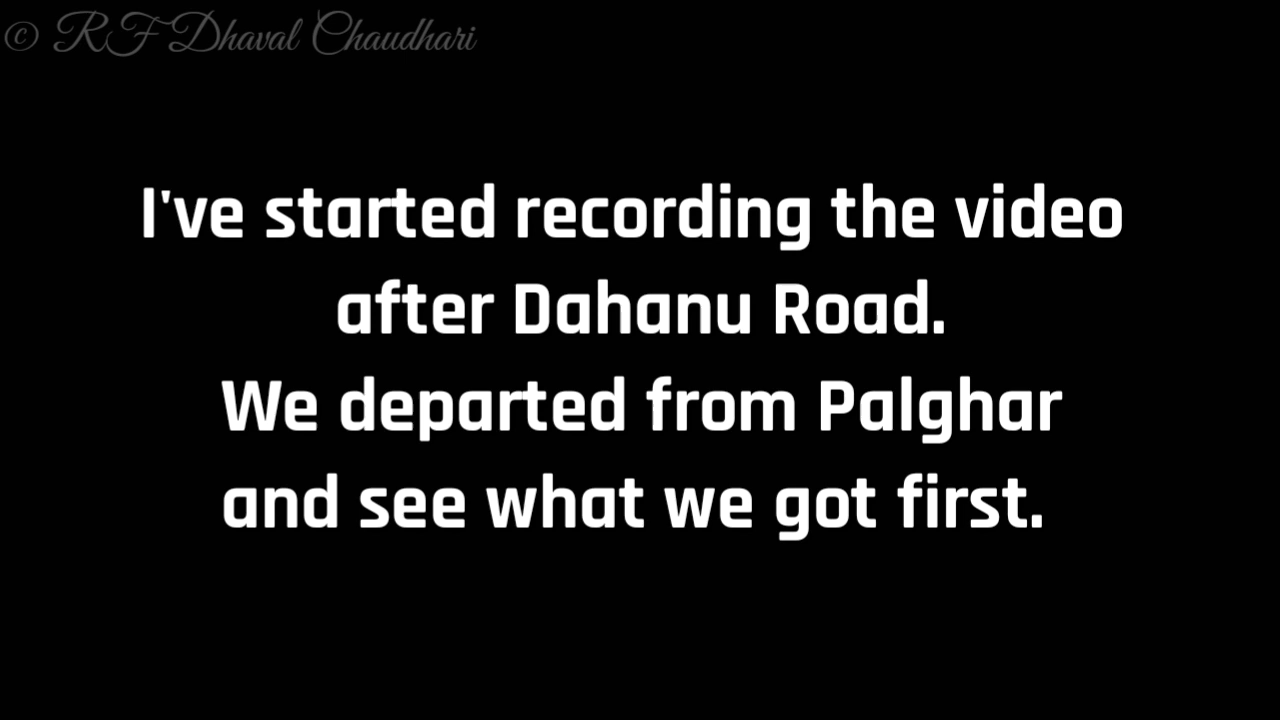 © RF Dhaval Chaudhari
I've started recording the video
after Dahanu Road.
We departed from Palghar
and see what we got first.